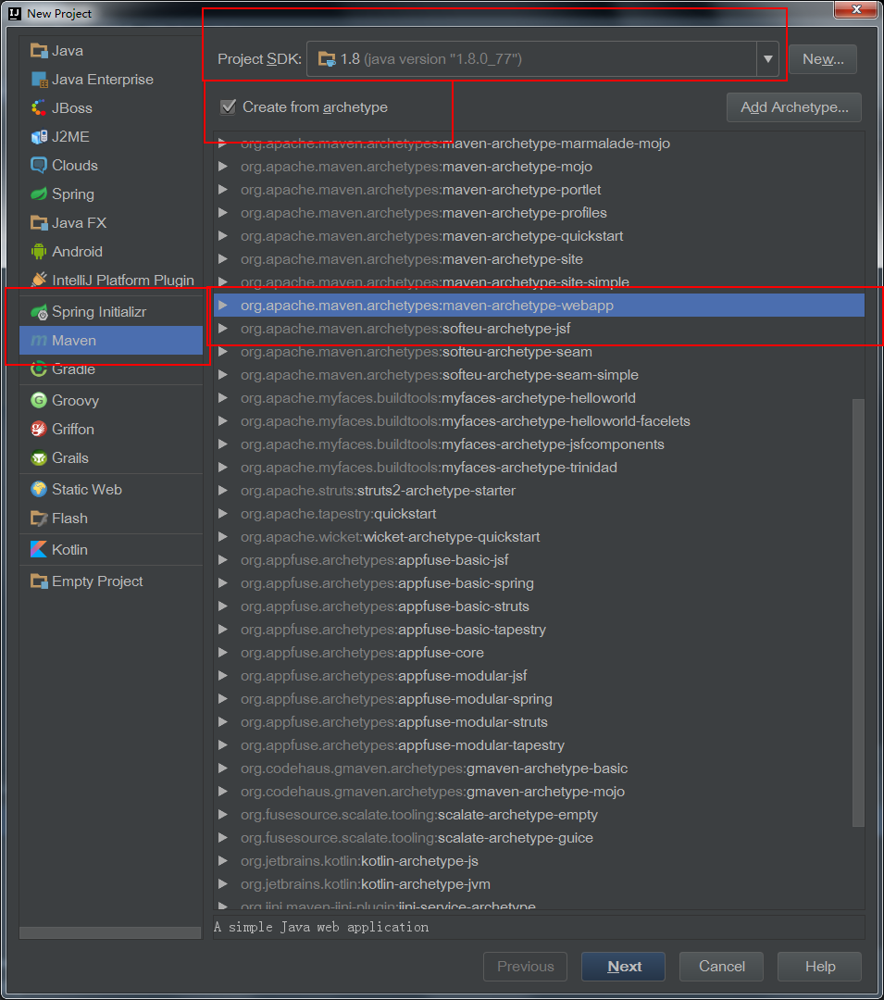 New Project
Java
Java Enterprise
JBoss
J2ME
Clouds
Spring
Java FX
Android
IntelliJ Platform Plugin
Spring Initializr
Maven
Gradle
Groovy
Griffon
Grails
Static Web
Flash
Kotlin
Empty Project
Project SDK: 1.8 (java version "1.8.0_77") New...
Create from archetype Add Archetype...
org.apache.maven.archetypes:maven-archetype-marmalade-mojo
org.apache.maven.archetypes:maven-archetype-mojo
org.apache.maven.archetypes:maven-archetype-portlet
org.apache.maven.archetypes:maven-archetype-profiles
org.apache.maven.archetypes:maven-archetype-quickstart
org.apache.maven.archetypes:maven-archetype-site
org.apache.maven.archetypes:maven-archetype-site-simple
org.apache.maven.archetypes:maven-archetype-webapp
org.apache.maven.archetypes:softeu-archetype-jsf
org.apache.maven.archetypes:softeu-archetype-seam
org.apache.maven.archetypes:softeu-archetype-seam-simple
org.apache.myfaces.buildtools:myfaces-archetype-helloworld
org.apache.myfaces.buildtools:myfaces-archetype-helloworld-facelets
org.apache.myfaces.buildtools:myfaces-archetype-jsfcomponents
org.apache.myfaces.buildtools:myfaces-archetype-trinidad
org.apache.struts:struts2-archetype-starter
org.apache.tapestry:quickstart
org.apache.wicket:wicket-archetype-quickstart
org.appfuse.archetypes:appfuse-basic-jsf
org.appfuse.archetypes:appfuse-basic-spring
org.appfuse.archetypes:appfuse-basic-struts
org.appfuse.archetypes:appfuse-basic-tapestry
org.appfuse.archetypes:appfuse-core
org.appfuse.archetypes:appfuse-modular-jsf
org.appfuse.archetypes:appfuse-modular-spring
org.appfuse.archetypes:appfuse-modular-struts
org.appfuse.archetypes:appfuse-modular-tapestry
org.codehaus.gmaven.archetypes:gmaven-archetype-basic
org.codehaus.gmaven.archetypes:gmaven-archetype-mojo
org.fusesource.scalate.tooling:scalate-archetype-empty
org.fusesource.scalate.tooling:scalate-archetype-guice
org.jetbrains.kotlin:kotlin-archetype-js
org.jetbrains.kotlin:kotlin-archetype-jvm
org.jini.maven-jini-plugin:jini-service-archetype
A simple Java web application
Previous Next Cancel Help